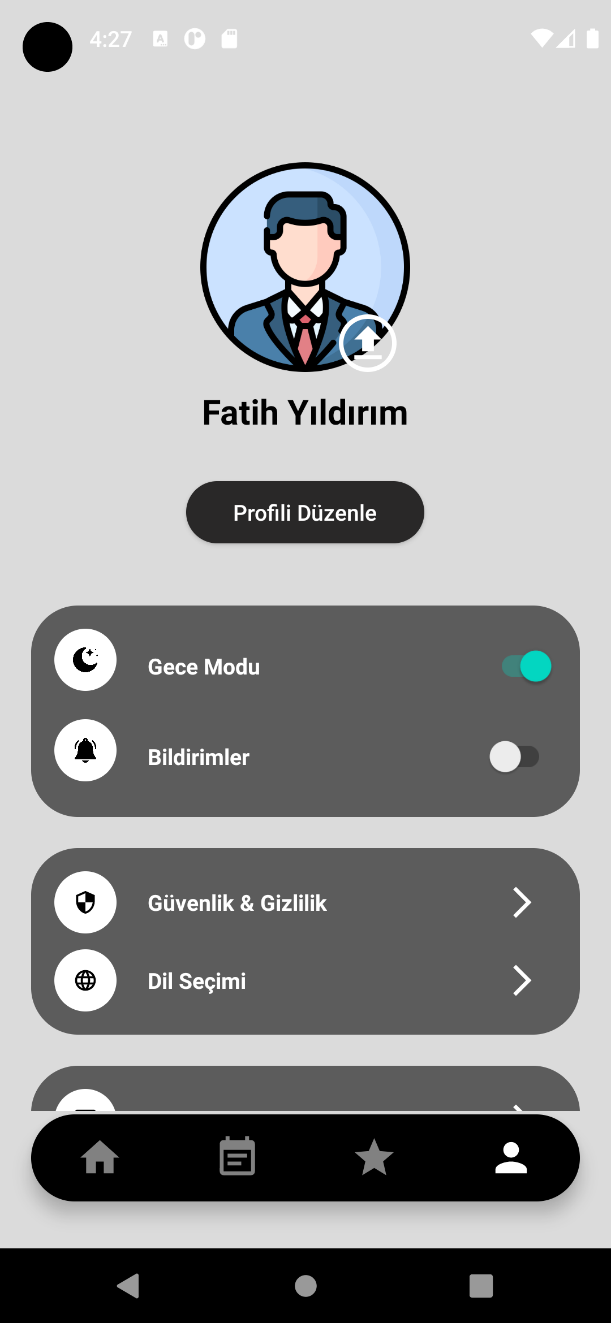 4:27
Fatih Yıldırım
Profili Düzenle
Gece Modu
Bildirimler
Güvenlik & Gizlilik
Dil Seçimi